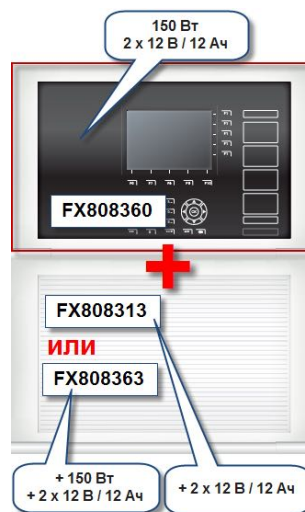 150 Вт
2 x 12 В / 12 Ач
FX808360
FX808313
или
FX808363
+ 150 Вт
+ 2 x 12 В / 12 Ач
+ 2 x 12 В / 12 Ач